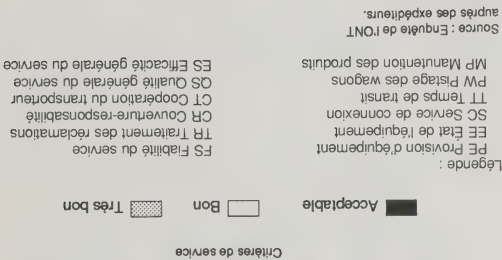 Critères de service
Acceptable Bon Très bon
Légende :
PE Provision d'équipement
EE État de l'équipement
SC Service de connexion
TT Temps de transit
PW Pistage des wagons
MP Manutention des produits
FS Fiabilité du service
TR Traitement des réclamations
CR Couverture-responsabilité
CT Coopération du transporteur
QS Qualité générale du service
ES Efficacité générale du service
Source : Enquête de l'ONT
auprès des expéditeurs.